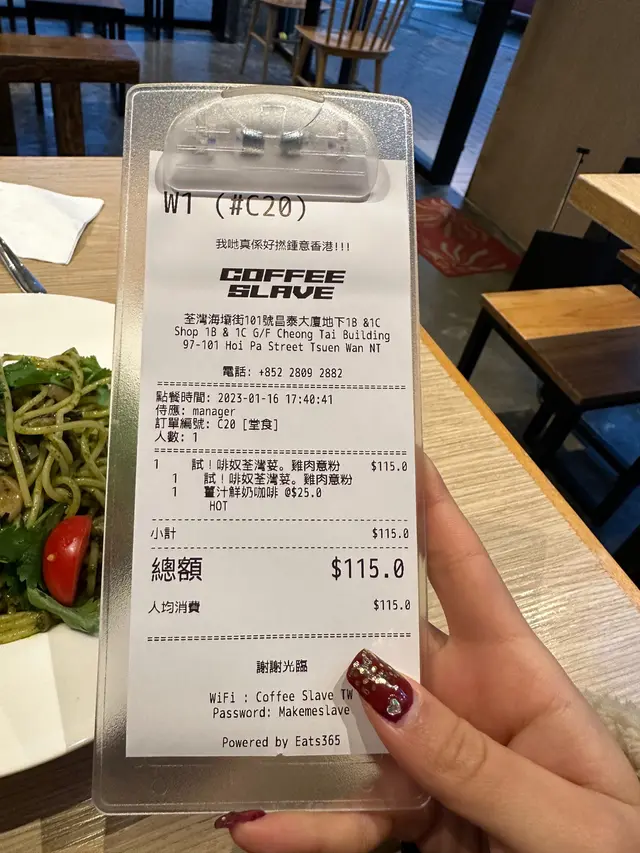 W1 (#C20)
我哋真係好撚鍾意香港!!!
COFFEE
SLAVE
荃灣海壩街101號昌泰大廈地下1B &1C
Shop 1B & 1C G/F Cheong Tai Building
97-101 Hoi Pa Street Tsuen Wan NT
電話: +852 2809 2882
點餐時間: 2023-01-16 17:40:41
侍應: manager
訂單編號: C20 [堂食]
人數: 1
1 試！啡奴荃灣荽。雞肉意粉 $115.0
1 試！啡奴荃灣荽。雞肉意粉
1 薑汁鮮奶咖啡 @$25.0
HOT
小計 $115.0
總額 $115.0
人均消費 $115.0
謝謝光臨
WiFi : Coffee Slave TW
Password: Makemeslave
Powered by Eats365